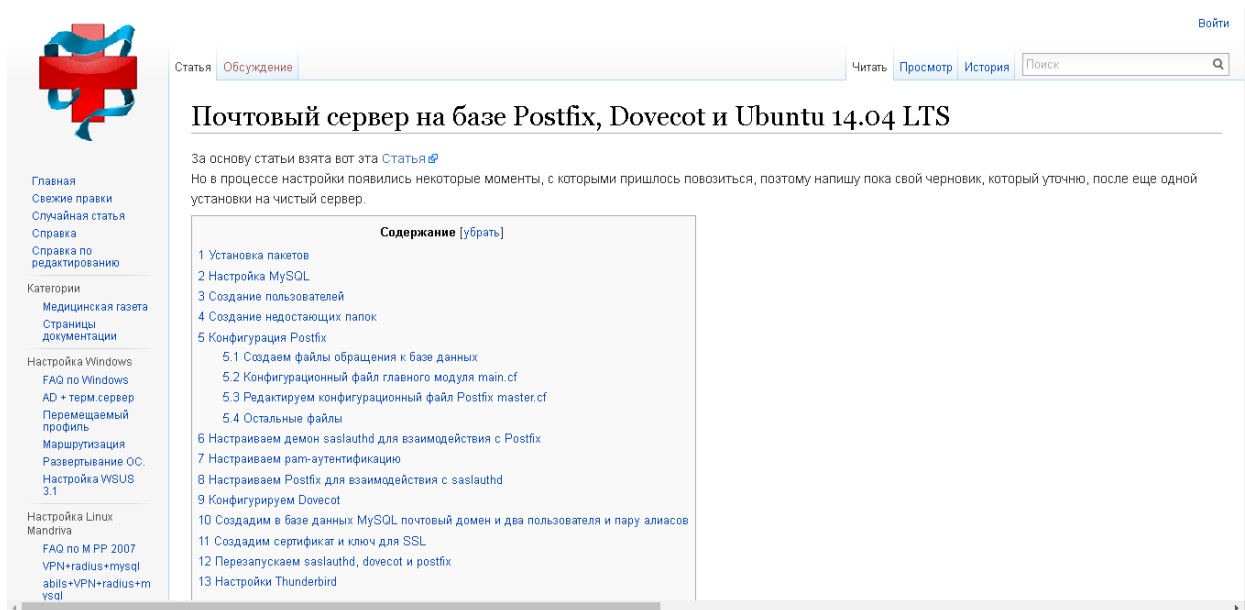 Войти
Статья Обсуждение
Читать Просмотр История Поиск
Почтовый сервер на базе Postfix, Dovecot и Ubuntu 14.04 LTS
За основу статьи взята вот эта Статья
Но в процессе настройки появились некоторые моменты, с которыми пришлось повозиться, поэтому напишу пока свой черновик, который уточню, после еще одной
установки на чистый сервер.
Содержание [убрать]
1 Установка пакетов
2 Настройка MySQL
3 Создание пользователей
4 Создание недостающих папок
5 Конфигурация Postfix
5.1 Создаем файлы обращения к базе данных
5.2 Конфигурационный файл главного модуля main.cf
5.3 Редактируем конфигурационный файл Postfix master.cf
5.4 Остальные файлы
6 Настраиваем демон saslauthd для взаимодействия с Postfix
7 Настраиваем pam-аутентификацию
8 Настраиваем Postfix для взаимодействия с saslauthd
9 Конфигурируем Dovecot
10 Создадим в базе данных MySQL почтовый домен и два пользователя и пару алиасов
11 Создадим сертификат и ключ для SSL
12 Перезапускаем saslauthd, dovecot и postfix
13 Настройки Thunderbird
Главная
Свежие правки
Случайная статья
Справка
Справка по
редактированию
Категории
Медицинская газета
Страницы
документации
Настройка Windows
FAQ по Windows
AD + терм.сервер
Перемещаемый
профиль
Маршрутизация
Развертывание ОС.
Настройка WSUS
3.1
Настройка Linux
Mandriva
FAQ по M PP 2007
VPN+radius+mysql
abils+VPN+radius+m
ysql